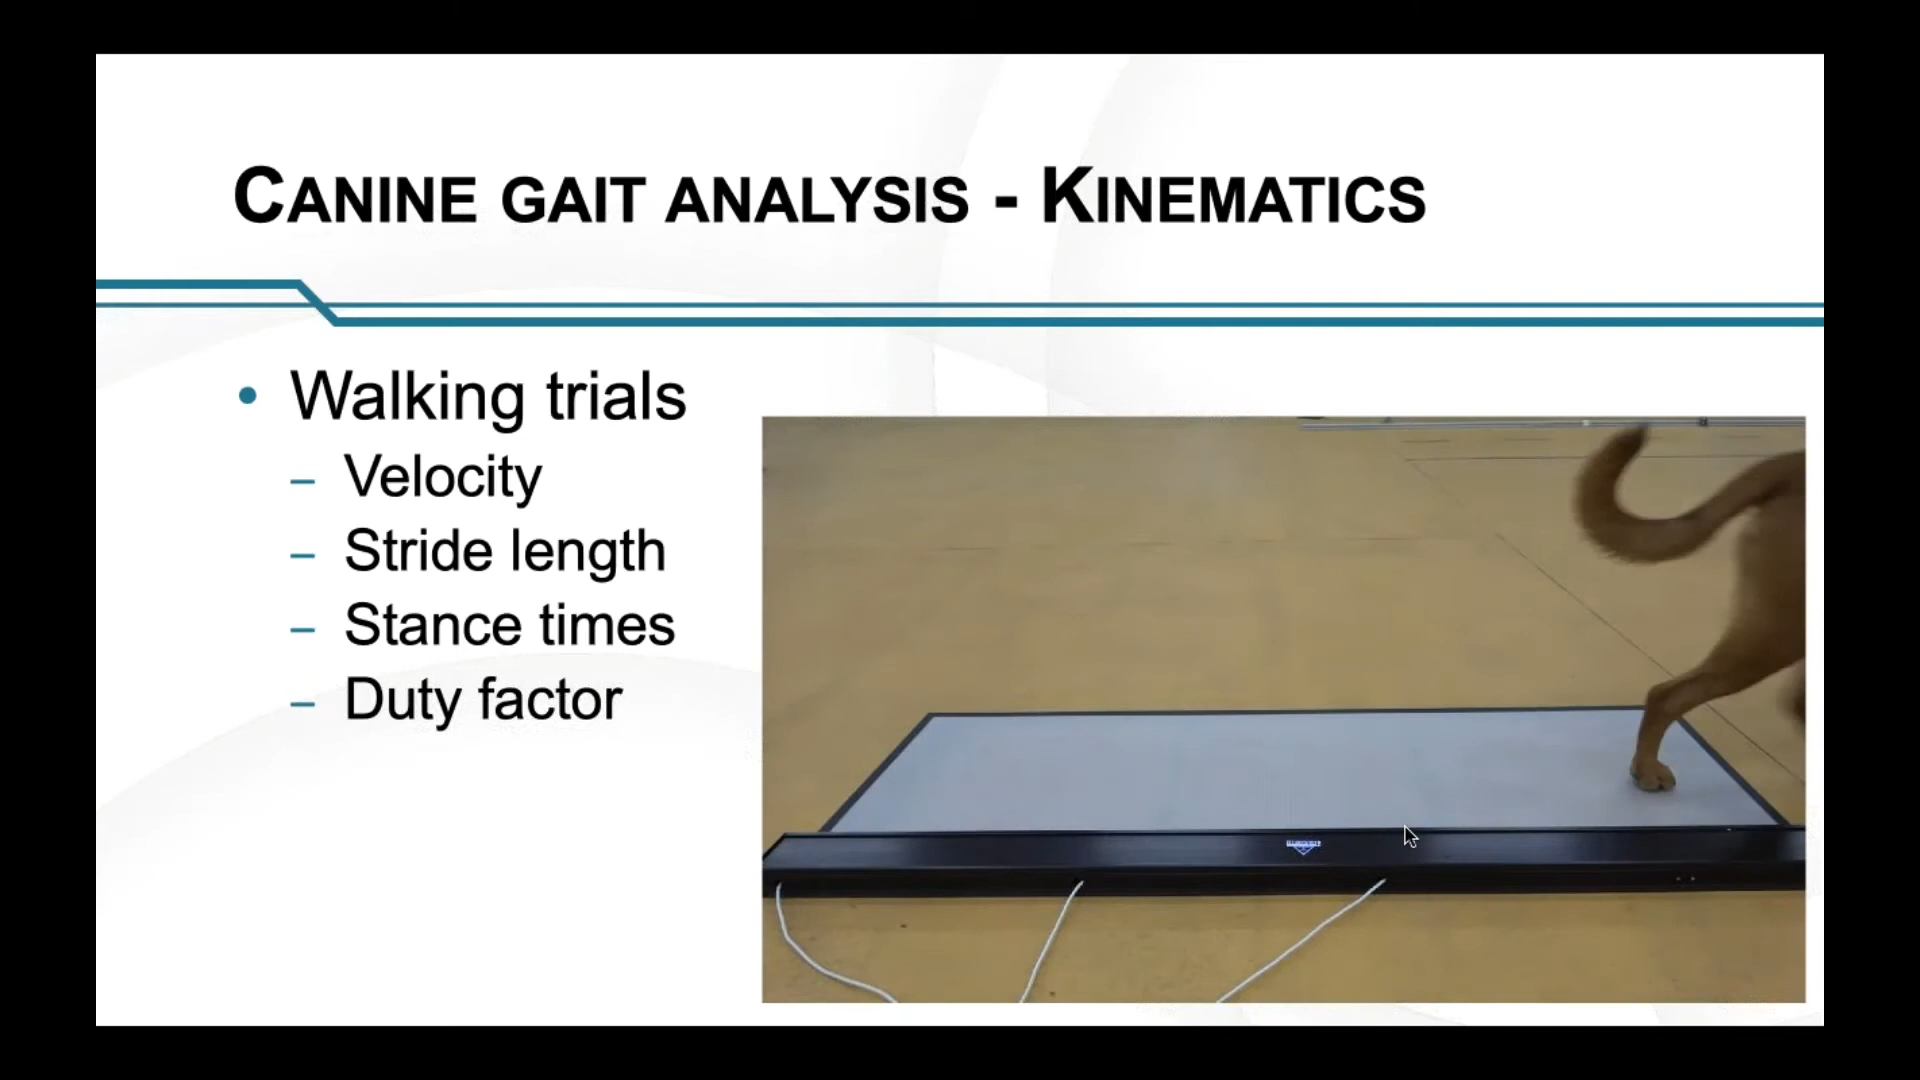 CANINE GAIT ANALYSIS - KINEMATICS
• Walking trials
– Velocity
– Stride length
– Stance times
– Duty factor